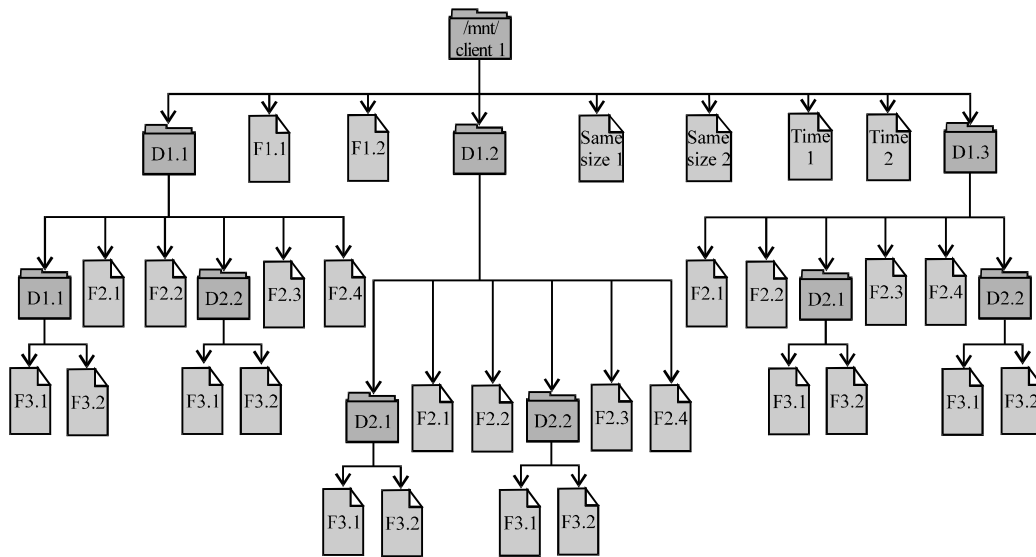 /mnt/
client 1
D1.1
F1.1
F1.2
D1.2
Same
size 1
Same
size 2
Time
1
Time
2
D1.3
D1.1
F2.1
F2.2
D2.2
F2.3
F2.4
F2.1
F2.2
D2.1
F2.3
F2.4
D2.2
F3.1
F3.2
F3.1
F3.2
D2.1
F2.1
F2.2
D2.2
F2.3
F2.4
F3.1
F3.2
F3.1
F3.2
F3.1
F3.2
F3.1
F3.2